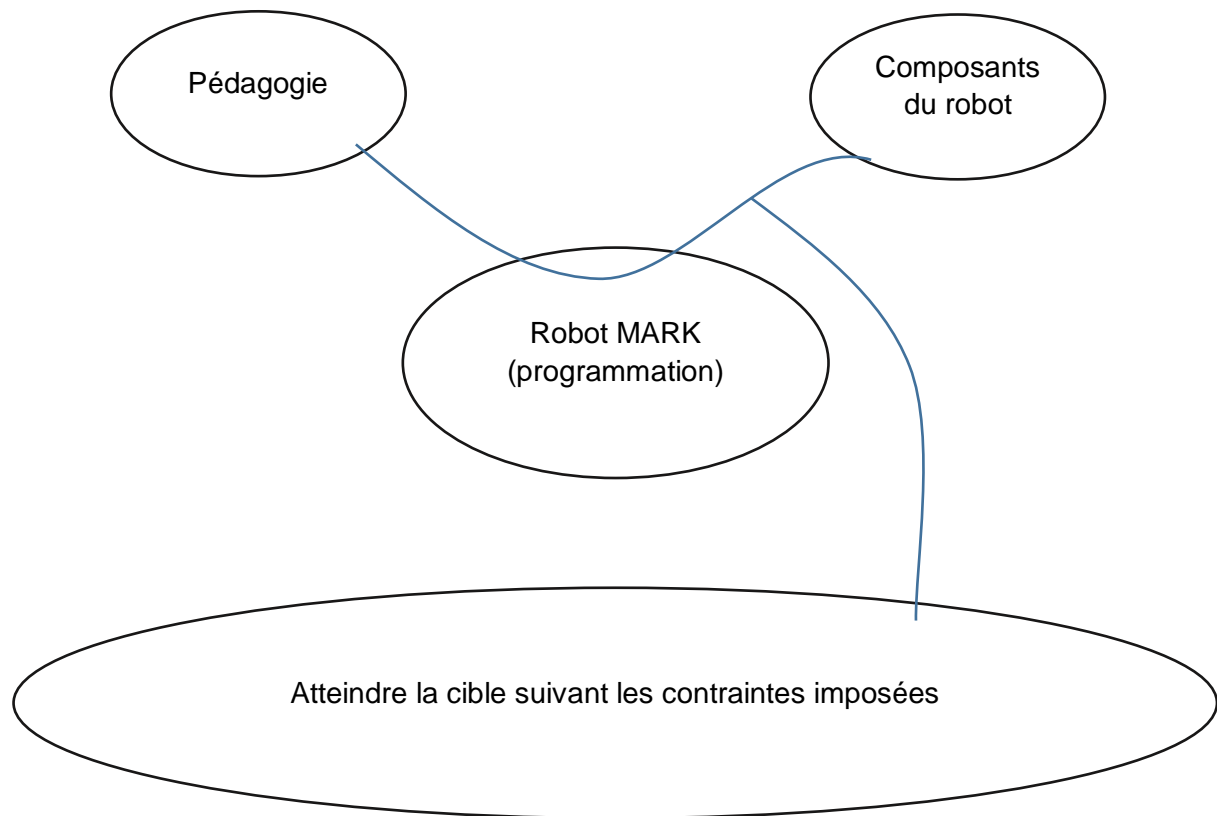 Pédagogie
Composants
du robot
Robot MARK
(programmation)
Atteindre la cible suivant les contraintes imposées